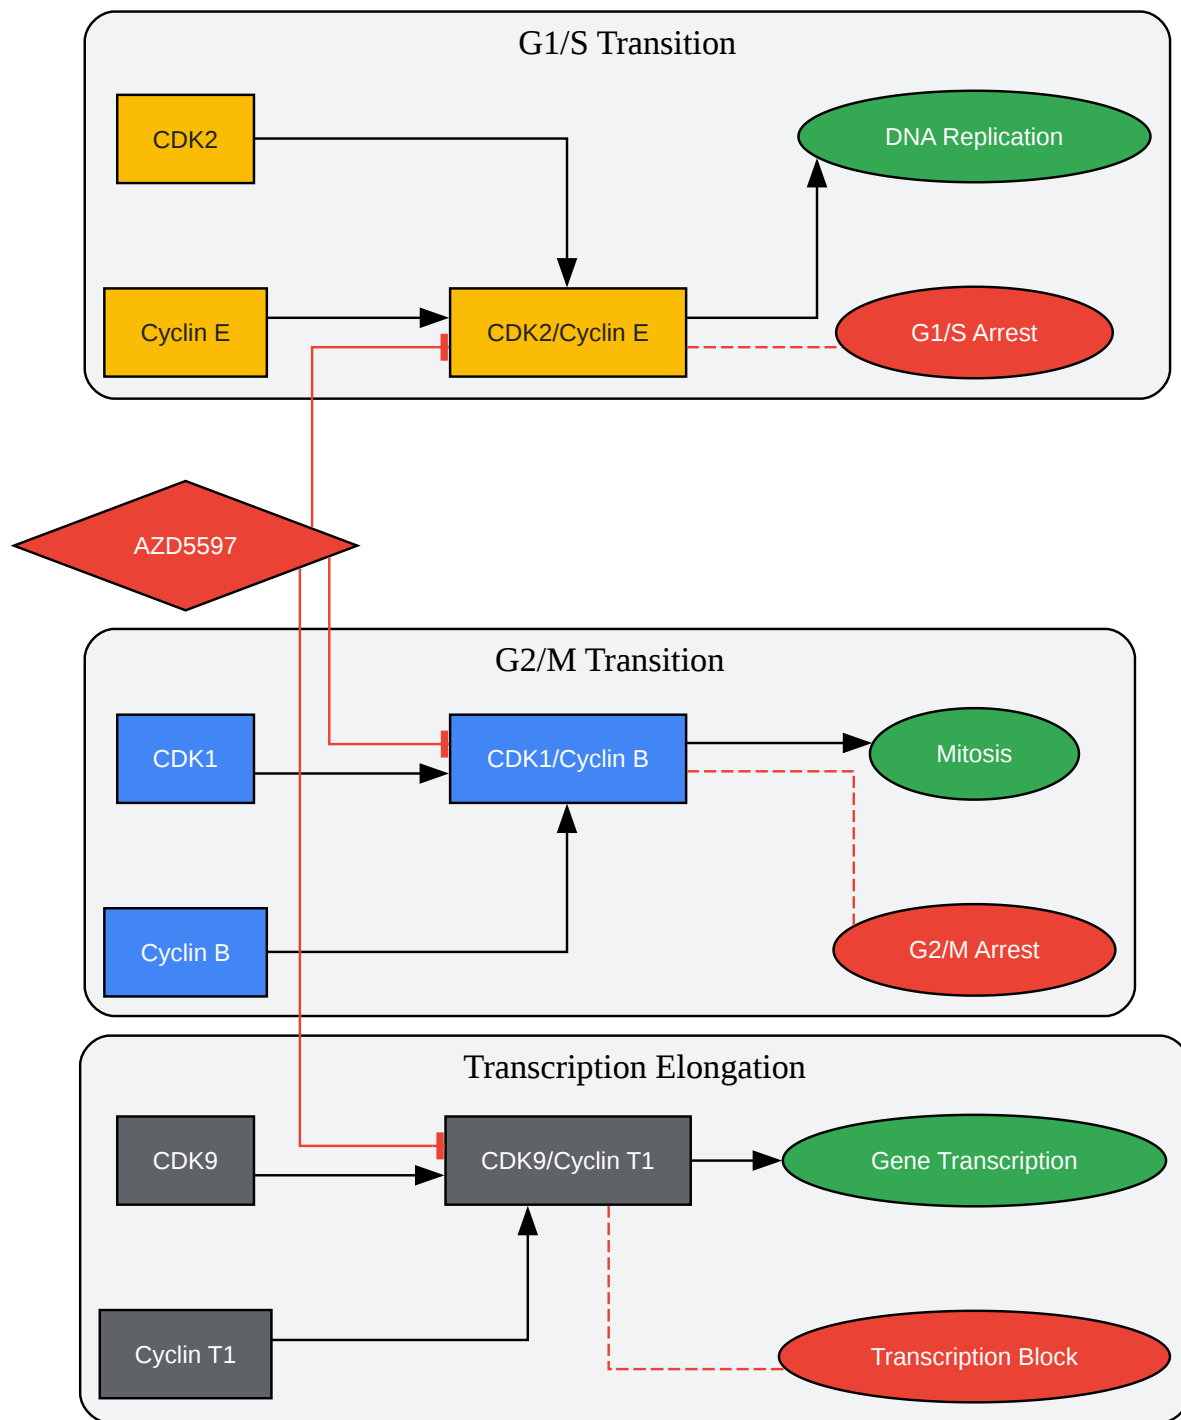 G1/S Transition
CDK2
DNA Replication
Cyclin E
CDK2/Cyclin E
G1/S Arrest
AZD5597
G2/M Transition
CDK1
CDK1/Cyclin B
Mitosis
Cyclin B
G2/M Arrest
Transcription Elongation
CDK9
CDK9/Cyclin T1
Gene Transcription
Cyclin T1
Transcription Block